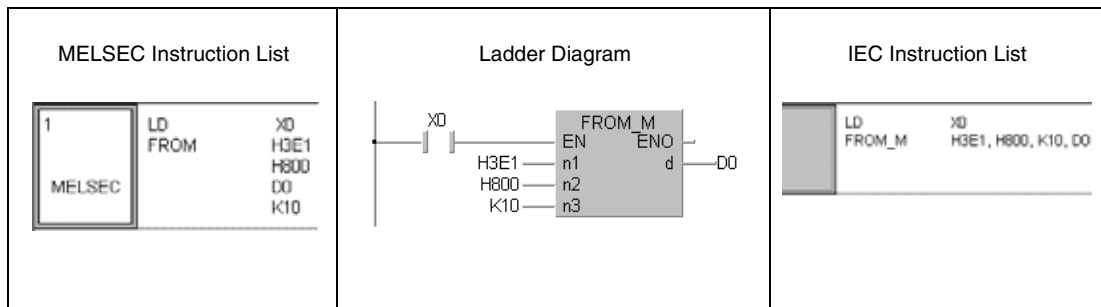 MELSEC Instruction List
1
MELSEC
LD X0
FROM H3E1
H800
D0
K10
Ladder Diagram
X0
FROM_M
EN ENO
H3E1 n1 d D0
H800 n2
K10 n3
IEC Instruction List
LD X0
FROM_M H3E1, H800, K10, D0